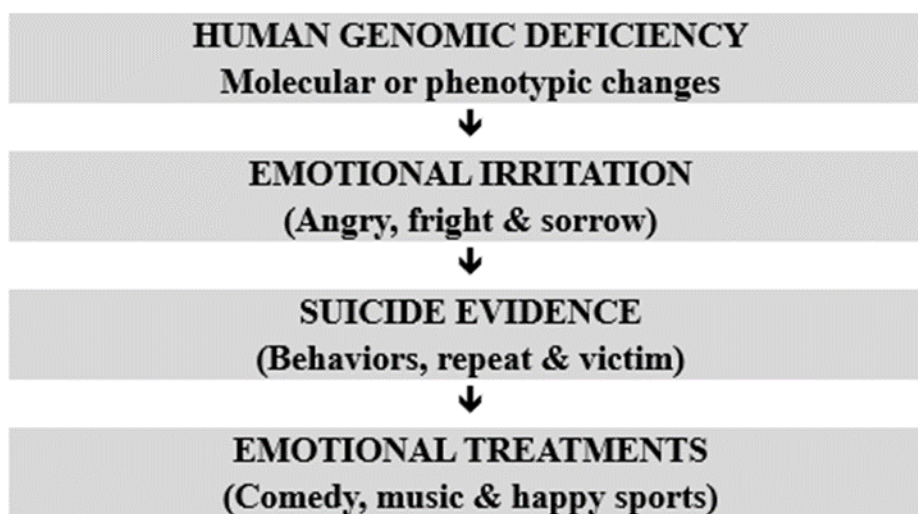 HUMAN GENOMIC DEFICIENCY
Molecular or phenotypic changes
EMOTIONAL IRRITATION
(Angry, fright & sorrow)
SUICIDE EVIDENCE
(Behaviors, repeat & victim)
EMOTIONAL TREATMENTS
(Comedy, music & happy sports)